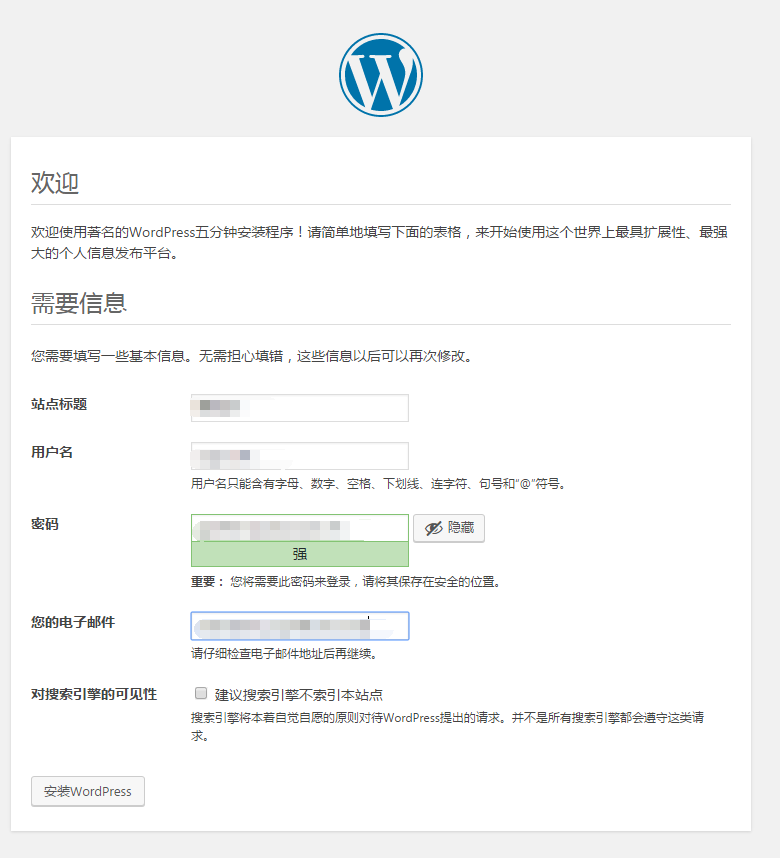 欢迎
欢迎使用著名的WordPress五分钟安装程序！请简单地填写下面的表格，来开始使用这个世界上最具扩展性、最强
大的个人信息发布平台。
需要信息
您需要填写一些基本信息。无需担心填错，这些信息以后可以再次修改。
站点标题
用户名
用户名只能含有字母、数字、空格、下划线、连字符、句号和“@”符号。
密码
隐藏
强
重要： 您将需要此密码来登录，请将其保存在安全的位置。
您的电子邮件
请仔细检查电子邮件地址后再继续。
对搜索引擎的可见性
建议搜索引擎不索引本站点
搜索引擎将本着自觉自愿的原则对待WordPress提出的请求。并不是所有搜索引擎都会遵守这类请
求。
安装WordPress